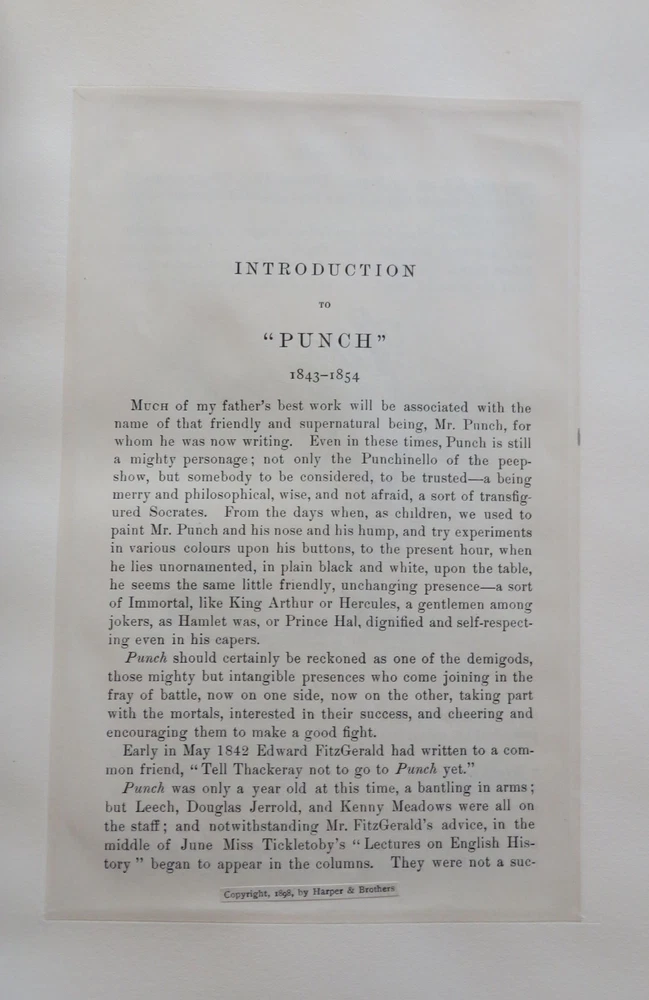 INTRODUCTION
TO
“PUNCH”
1843–1854
MUCH of my father’s best work will be associated with the
name of that friendly and supernatural being, Mr. Punch, for
whom he was now writing. Even in these times, Punch is still
a mighty personage; not only the Punchinello of the peep-
show, but somebody to be considered, to be trusted—a being
merry and philosophical, wise, and not afraid, a sort of transfig-
ured Socrates. From the days when, as children, we used to
paint Mr. Punch and his nose and his hump, and try experiments
in various colours upon his buttons, to the present hour, when
he lies unornamented, in plain black and white, upon the table,
he seems the same little friendly, unchanging presence—a sort
of Immortal, like King Arthur or Hercules, a gentlemen among
jokers, as Hamlet was, or Prince Hal, dignified and self-respect-
ing even in his capers.
Punch should certainly be reckoned as one of the demigods,
those mighty but intangible presences who come joining in the
fray of battle, now on one side, now on the other, taking part
with the mortals, interested in their success, and cheering and
encouraging them to make a good fight.
Early in May 1842 Edward FitzGerald had written to a com-
mon friend, “Tell Thackeray not to go to Punch yet.”
Punch was only a year old at this time, a bantling in arms;
but Leech, Douglas Jerrold, and Kenny Meadows were all on
the staff; and notwithstanding Mr. FitzGerald’s advice, in the
middle of June Miss Tickletoby’s “Lectures on English His-
tory” began to appear in the columns. They were not a suc-
Copyright, 1898, by Harper & Brothers